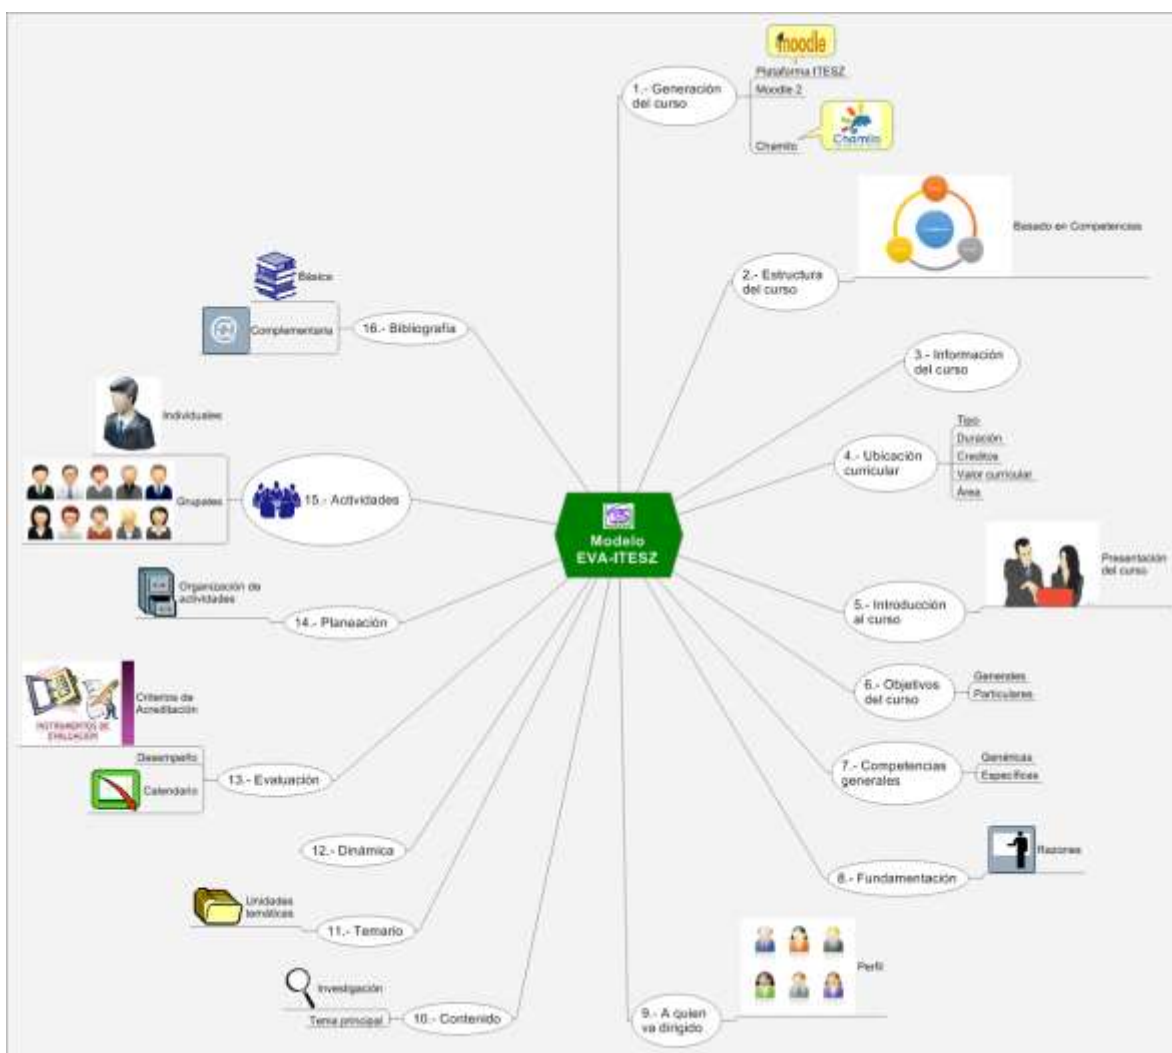 moodle
Plataforma ITESZ
Moodle 2
Chamilo
Chamilo
1.- Generación
del curso
Basado en Competencias
2.- Estructura
del curso
3.- Información
del curso
4.- Ubicación
curricular
Tipo
Duración
Creditos
Valor curricular
Área
Presentación
del curso
5.- Introducción
al curso
6.- Objetivos
del curso
Generales
Particulares
7.- Competencias
generales
Genéricas
Específicas
8.- Fundamentación
Razones
Perfil
9.- A quien
va dirigido
Investigación
Tema principal
10.- Contenido
Unidades
temáticas
11.- Temario
12.- Dinámica
Criterios de
Acreditación
INSTRUMENTOS DE
EVALUACIÓN
Desempeño
Calendario
13.- Evaluación
Organización de
actividades
14.- Planeación
Individuales
Grupales
15.- Actividades
Básica
Complementaria
16.- Bibliografía
Modelo
EVA-ITESZ